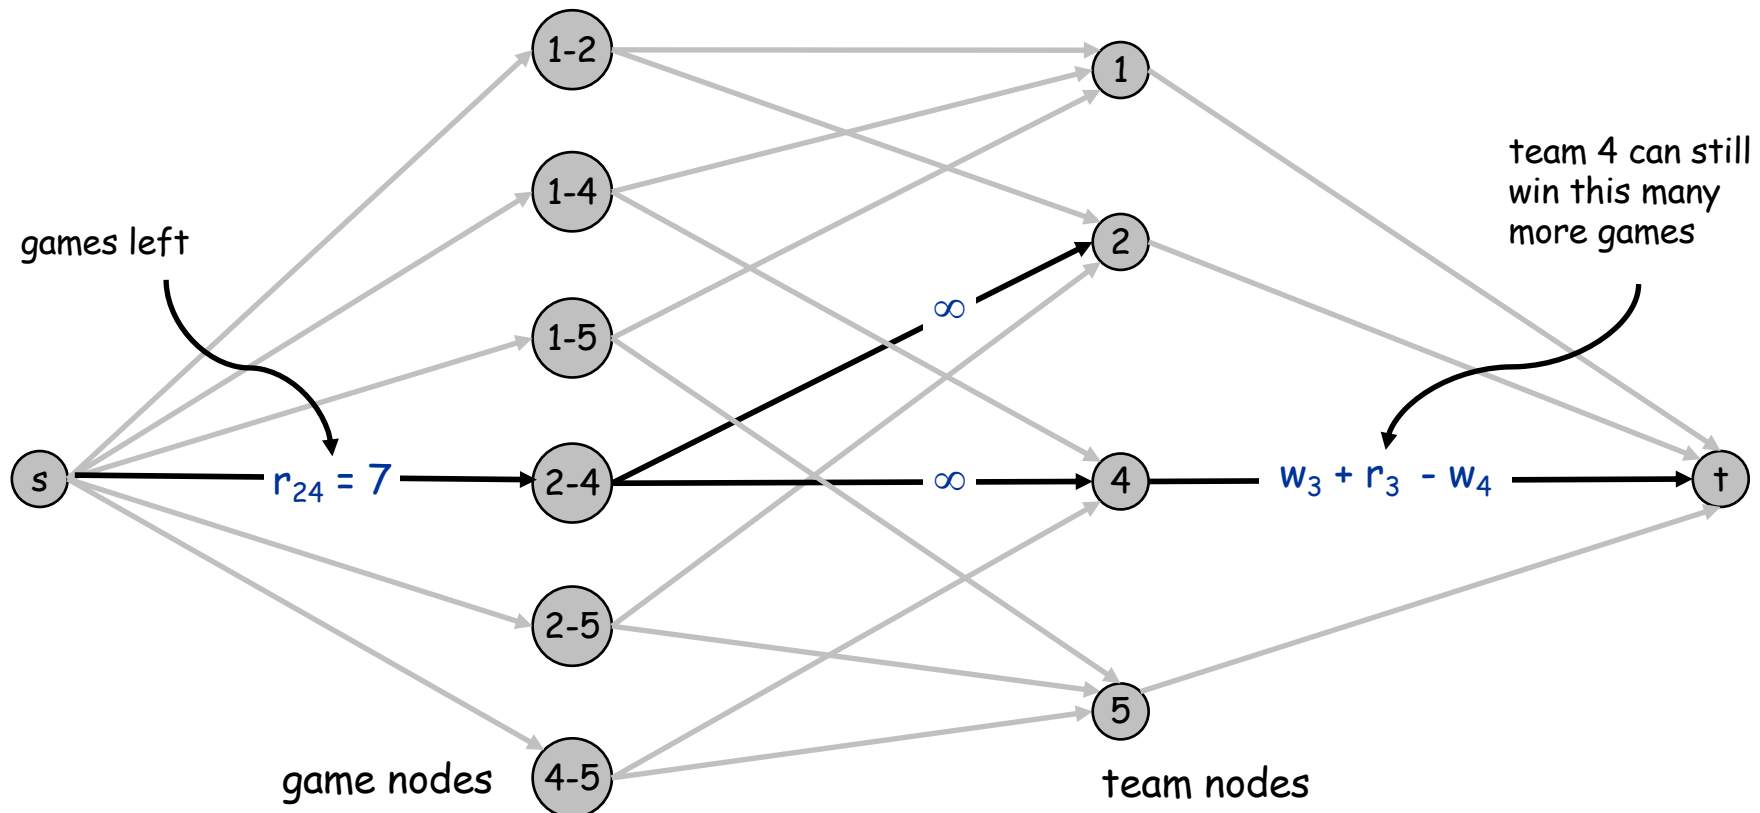 1-2
1
team 4 can still
win this many
more games
1-4
games left
2
∞
1-5
s
r₂₄ = 7
2-4
∞
4
w₃ + r₃ - w₄
t
2-5
5
4-5
game nodes
team nodes